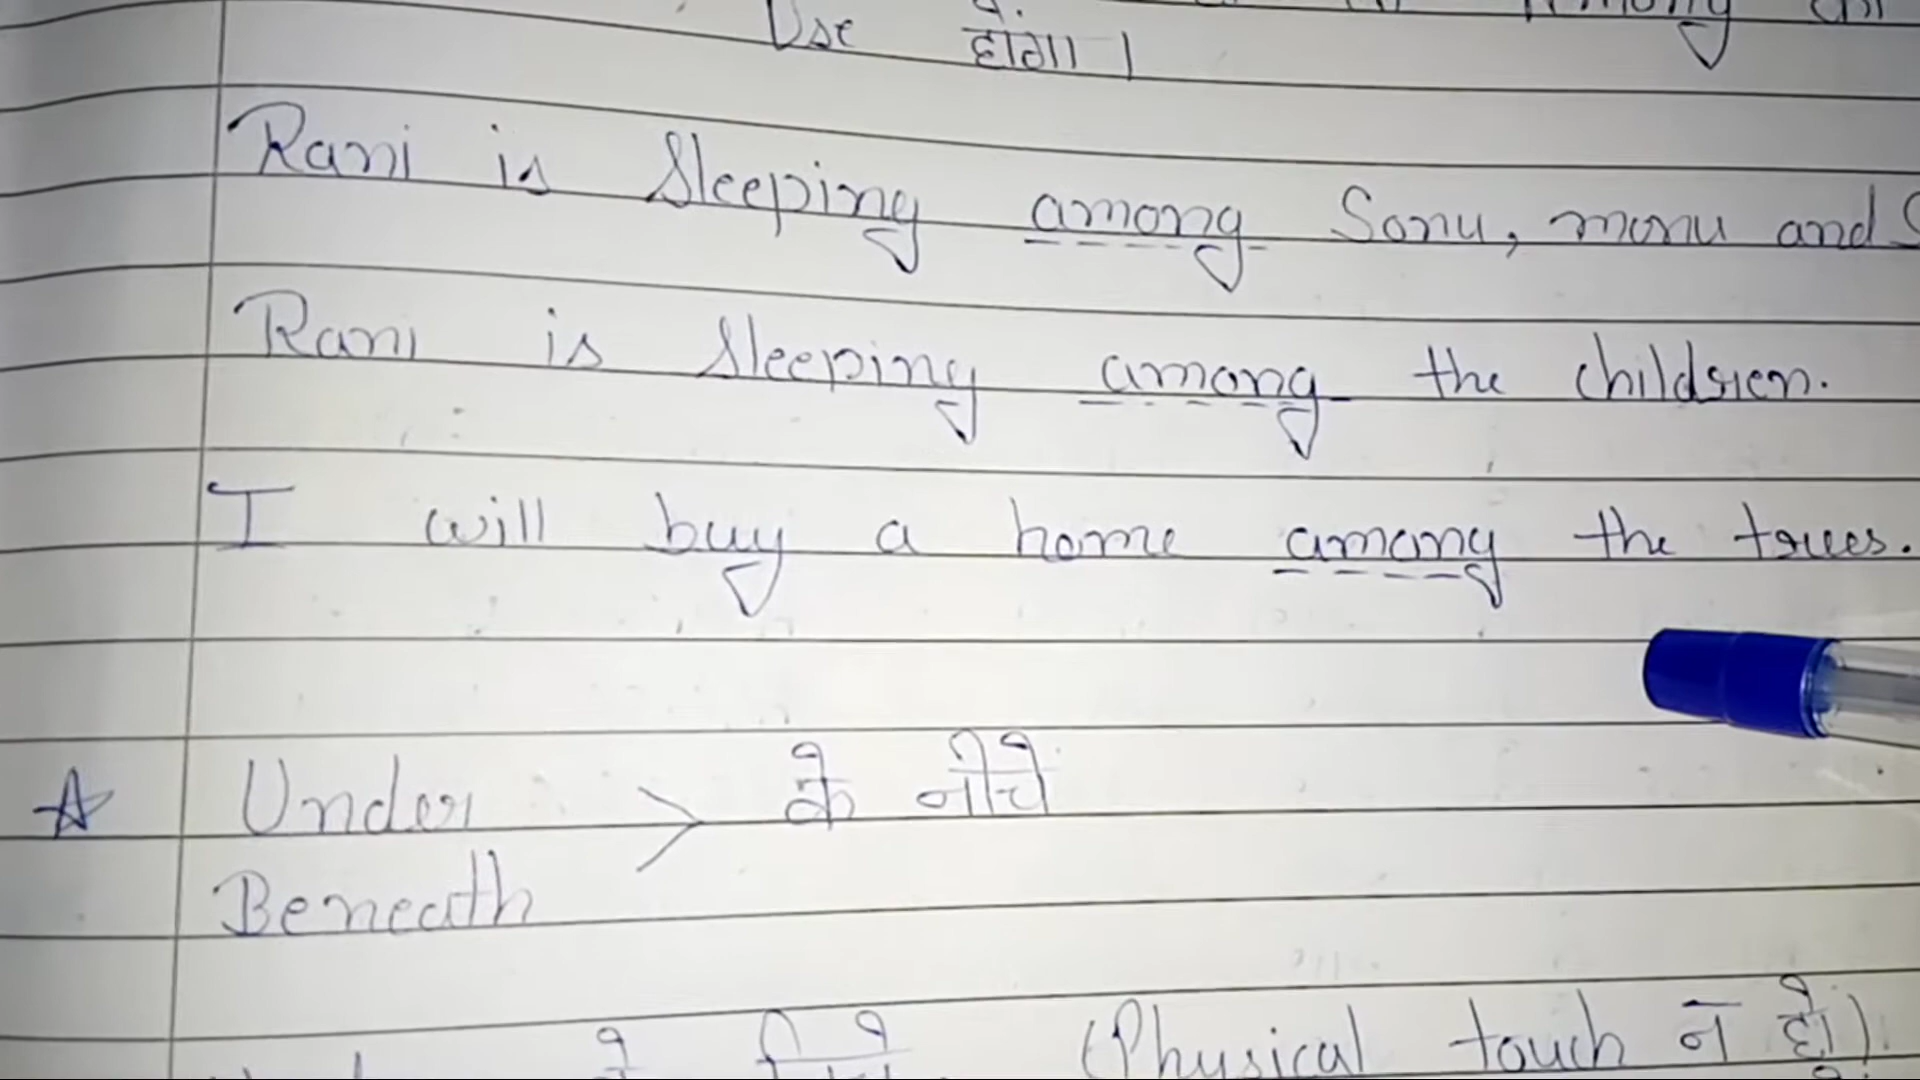 Use होगा।
Rani is sleeping among Sonu, monu and
Rani is sleeping among the children.
I will buy a home among the trees.
☆ Under > के नीचे
Beneath
(Physical touch न हो)